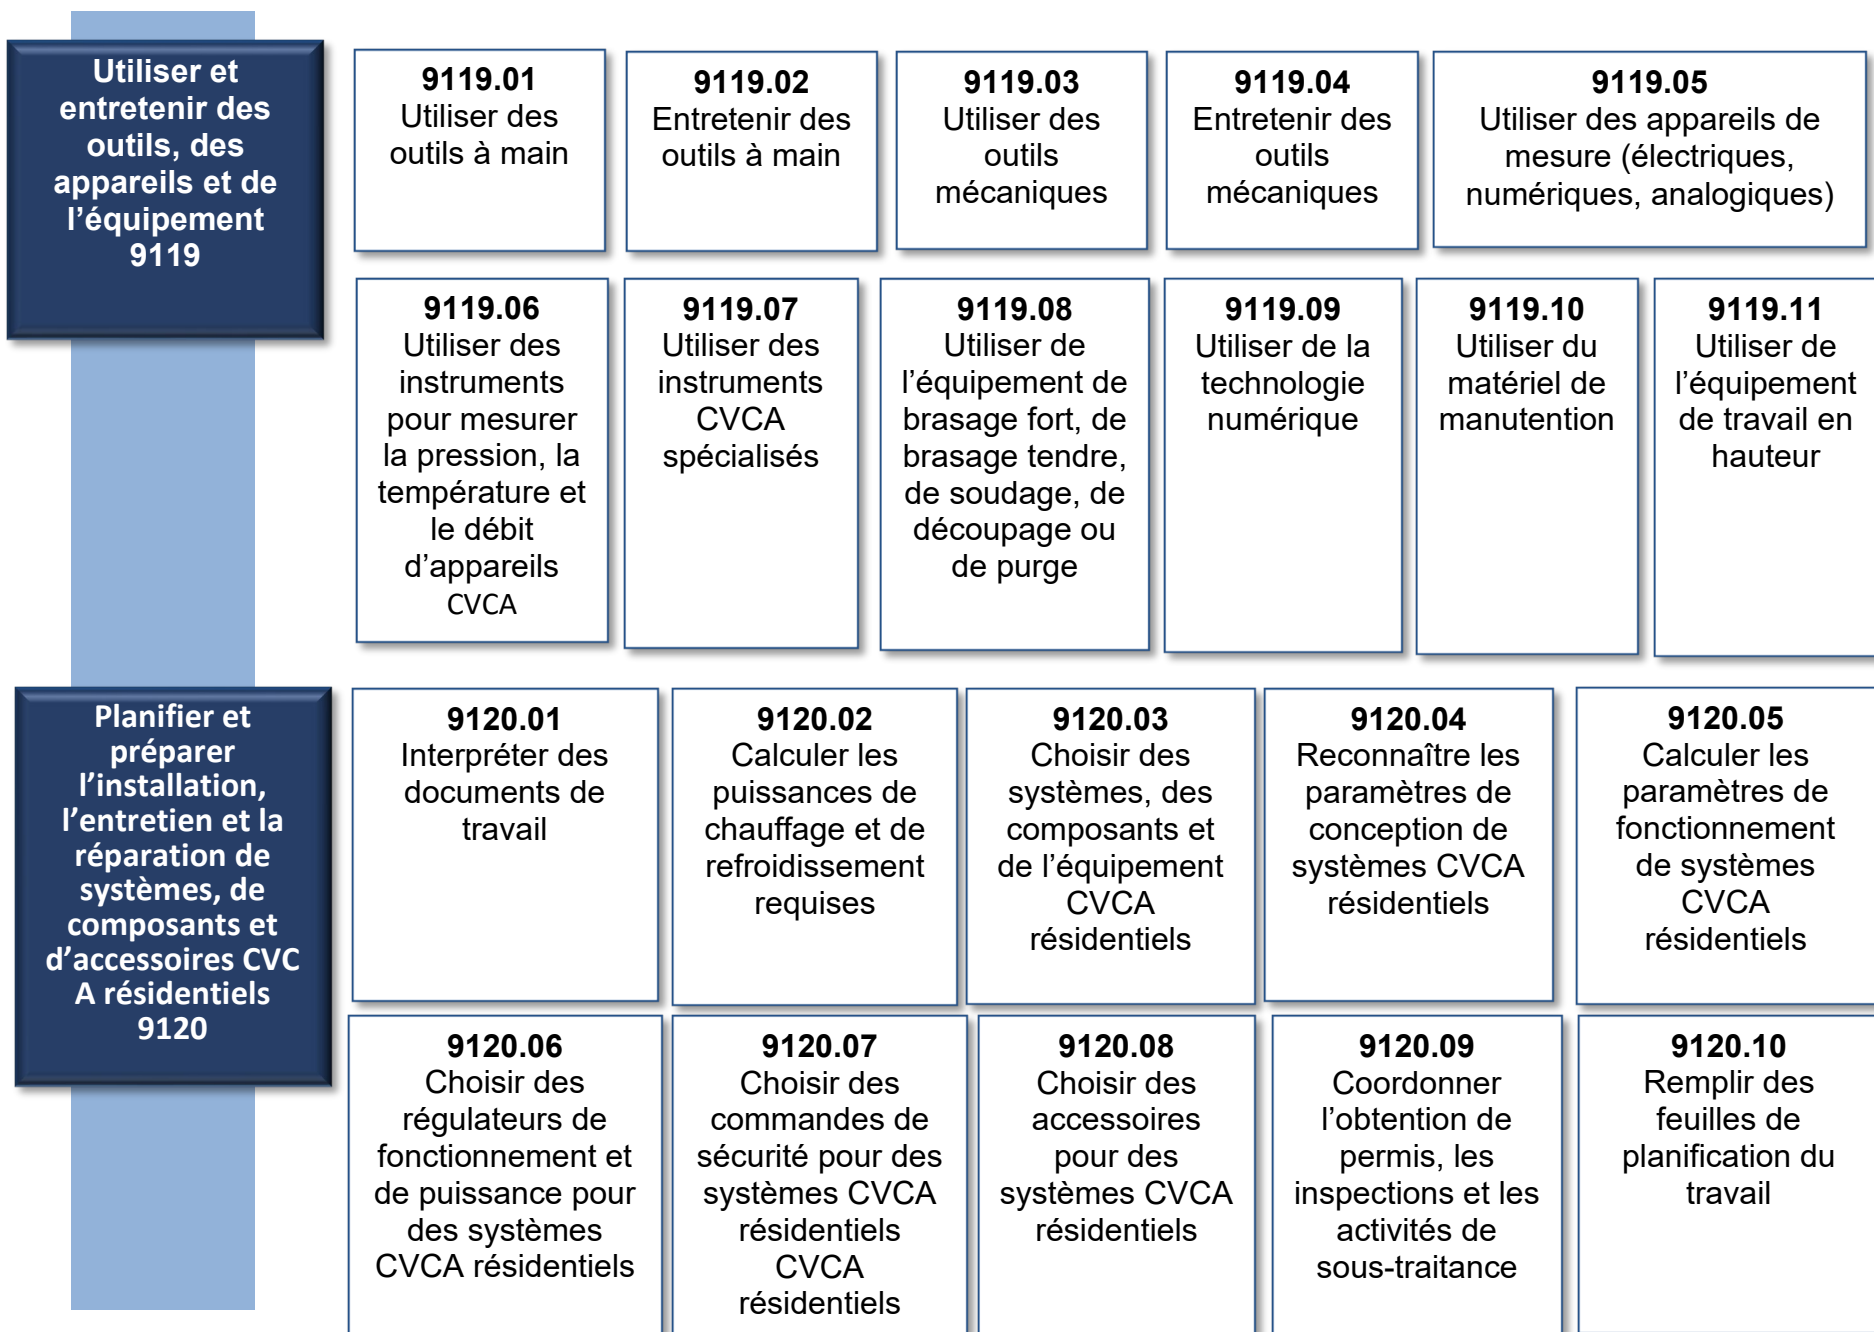 Utiliser et
entretenir des
outils, des
appareils et de
l’équipement
9119
9119.01
Utiliser des
outils à main
9119.02
Entretenir des
outils à main
9119.03
Utiliser des
outils
mécaniques
9119.04
Entretenir des
outils
mécaniques
9119.05
Utiliser des appareils de
mesure (électriques,
numériques, analogiques)
9119.06
Utiliser des
instruments
pour mesurer
la pression, la
température et
le débit
d’appareils
CVCA
9119.07
Utiliser des
instruments
CVCA
spécialisés
9119.08
Utiliser de
l’équipement de
brasage fort, de
brasage tendre,
de soudage, de
découpage ou
de purge
9119.09
Utiliser de la
technologie
numérique
9119.10
Utiliser du
matériel de
manutention
9119.11
Utiliser de
l’équipement
de travail en
hauteur
Planifier et
préparer
l’installation,
l’entretien et la
réparation de
systèmes, de
composants et
d’accessoires CVC
A résidentiels
9120
9120.01
Interpréter des
documents de
travail
9120.02
Calculer les
puissances de
chauffage et de
refroidissement
requises
9120.03
Choisir des
systèmes, des
composants et
de l’équipement
CVCA
résidentiels
9120.04
Reconnaître les
paramètres de
conception de
systèmes CVCA
résidentiels
9120.05
Calculer les
paramètres de
fonctionnement
de systèmes
CVCA
résidentiels
9120.06
Choisir des
régulateurs de
fonctionnement et
de puissance pour
des systèmes
CVCA résidentiels
9120.07
Choisir des
commandes de
sécurité pour des
systèmes CVCA
résidentiels
CVCA
résidentiels
9120.08
Choisir des
accessoires
pour des
systèmes CVCA
résidentiels
9120.09
Coordonner
l’obtention de
permis, les
inspections et les
activités de
sous-traitance
9120.10
Remplir des
feuilles de
planification du
travail